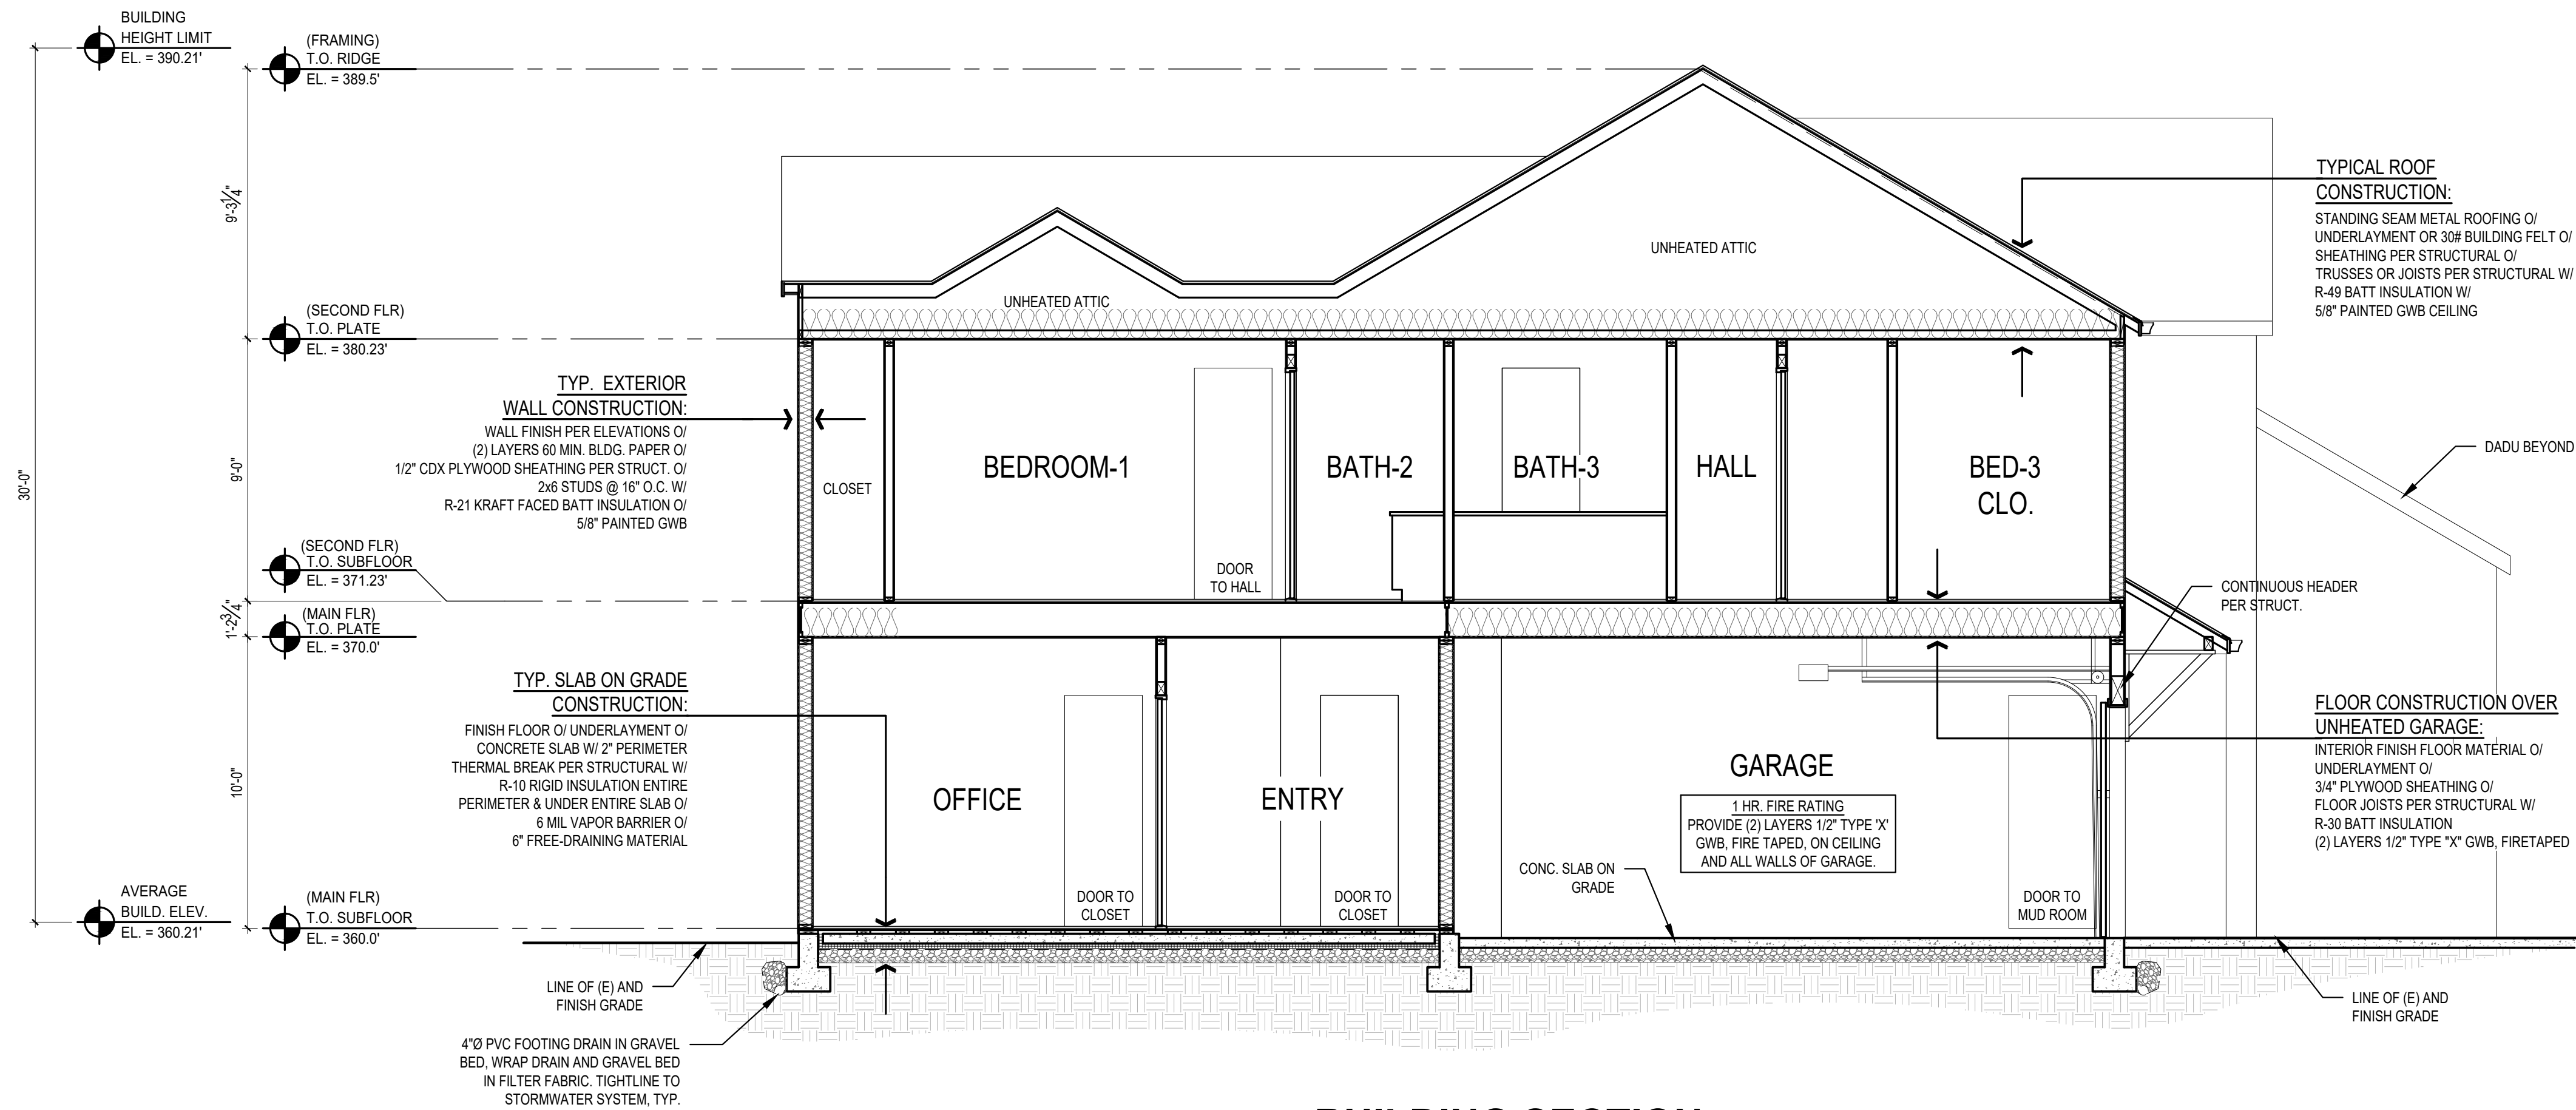 BUILDING
HEIGHT LIMIT
EL. = 390.21'
(FRAMING)
T.O. RIDGE
EL. = 389.5'
(SECOND FLR)
T.O. PLATE
EL. = 380.23'
(SECOND FLR)
T.O. SUBFLOOR
EL. = 371.23'
(MAIN FLR)
T.O. PLATE
EL. = 370.0'
AVERAGE
BUILD. ELEV.
EL. = 360.21'
(MAIN FLR)
T.O. SUBFLOOR
EL. = 360.0'
30'-0"
9'-3 1/4"
9'-0"
1'-2 3/4"
10'-0"
TYP. EXTERIOR
WALL CONSTRUCTION:
WALL FINISH PER ELEVATIONS O/
(2) LAYERS 60 MIN. BLDG. PAPER O/
1/2" CDX PLYWOOD SHEATHING PER STRUCT. O/
2x6 STUDS @ 16" O.C. W/
R-21 KRAFT FACED BATT INSULATION O/
5/8" PAINTED GWB
TYP. SLAB ON GRADE
CONSTRUCTION:
FINISH FLOOR O/ UNDERLAYMENT O/
CONCRETE SLAB W/ 2" PERIMETER
THERMAL BREAK PER STRUCTURAL W/
R-10 RIGID INSULATION ENTIRE
PERIMETER & UNDER ENTIRE SLAB O/
6 MIL VAPOR BARRIER O/
6" FREE-DRAINING MATERIAL
LINE OF (E) AND
FINISH GRADE
4"Ø PVC FOOTING DRAIN IN GRAVEL
BED, WRAP DRAIN AND GRAVEL BED
IN FILTER FABRIC. TIGHTLINE TO
STORMWATER SYSTEM, TYP.
UNHEATED ATTIC
UNHEATED ATTIC
CLOSET
BEDROOM-1
DOOR
TO HALL
BATH-2
BATH-3
HALL
BED-3
CLO.
OFFICE
DOOR TO
CLOSET
ENTRY
DOOR TO
CLOSET
GARAGE
1 HR. FIRE RATING
PROVIDE (2) LAYERS 1/2" TYPE 'X'
GWB, FIRE TAPED, ON CEILING
AND ALL WALLS OF GARAGE.
CONC. SLAB ON
GRADE
DOOR TO
MUD ROOM
TYPICAL ROOF
CONSTRUCTION:
STANDING SEAM METAL ROOFING O/
UNDERLAYMENT OR 30# BUILDING FELT O/
SHEATHING PER STRUCTURAL O/
TRUSSES OR JOISTS PER STRUCTURAL W/
R-49 BATT INSULATION W/
5/8" PAINTED GWB CEILING
DADU BEYOND
CONTINUOUS HEADER
PER STRUCT.
FLOOR CONSTRUCTION OVER
UNHEATED GARAGE:
INTERIOR FINISH FLOOR MATERIAL O/
UNDERLAYMENT O/
3/4" PLYWOOD SHEATHING O/
FLOOR JOISTS PER STRUCTURAL W/
R-30 BATT INSULATION
(2) LAYERS 1/2" TYPE "X" GWB, FIRETAPED
LINE OF (E) AND
FINISH GRADE
BUILDING SECTION